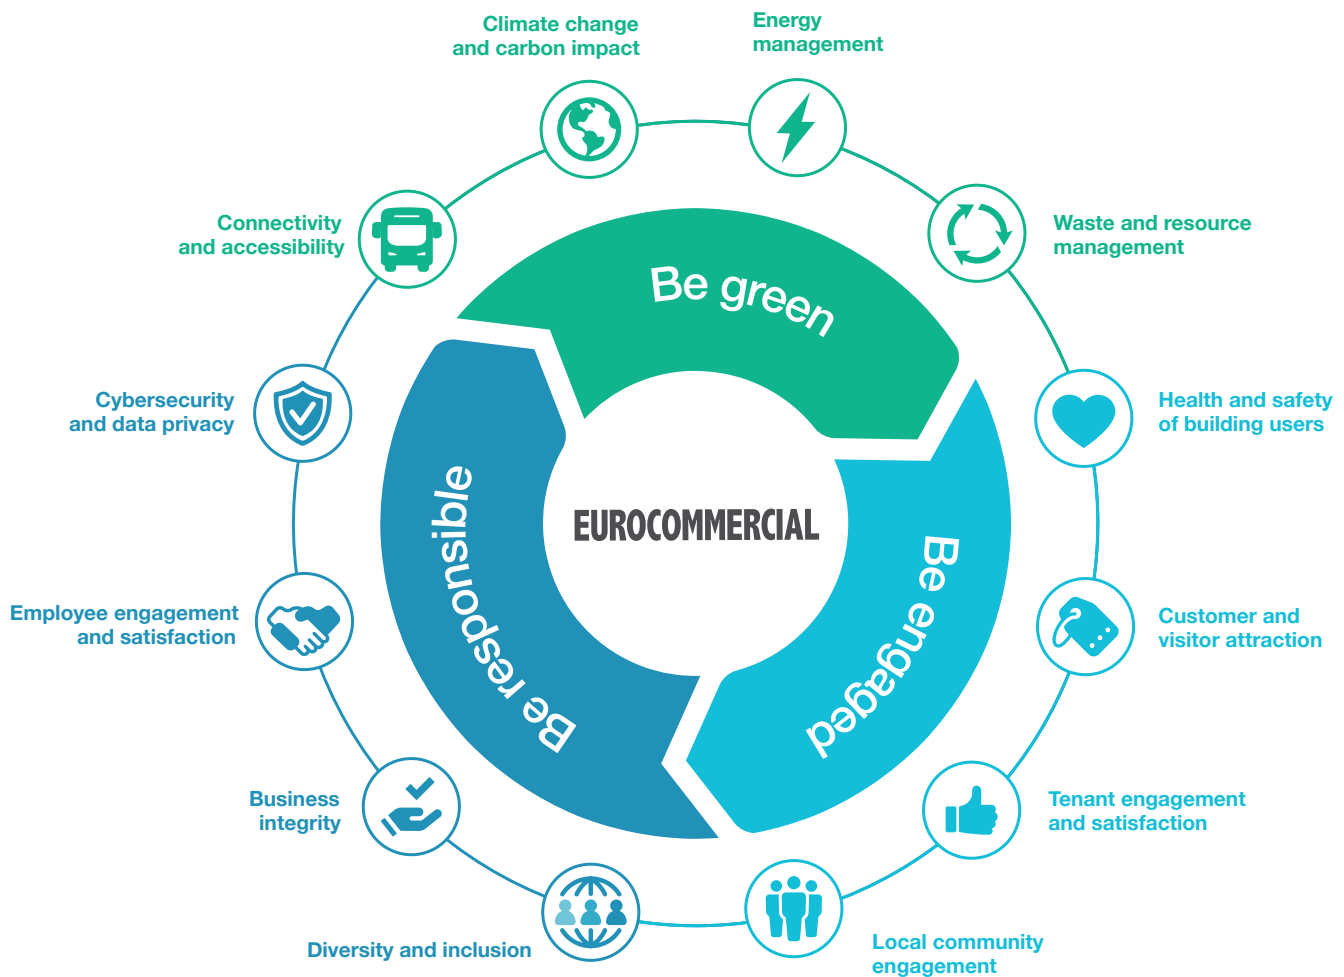 Climate change
and carbon impact
Energy
management
Connectivity
and accessibility
Waste and resource
management
Be green
Cybersecurity
and data privacy
Health and safety
of building users
Be responsible
EUROCOMMERCIAL
Be engaged
Employee engagement
and satisfaction
Customer and
visitor attraction
Business
integrity
Tenant engagement
and satisfaction
Diversity and inclusion
Local community
engagement